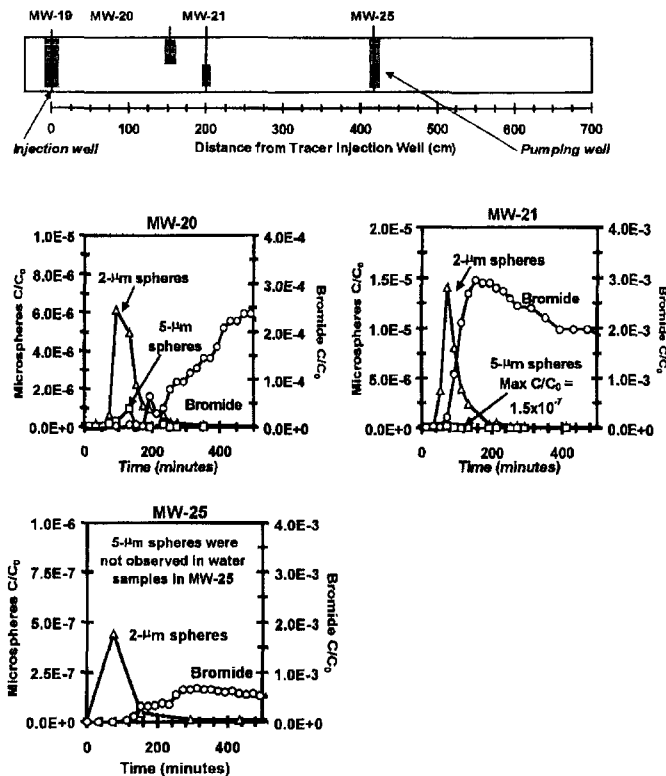 MW-19 MW-20 MW-21 MW-25
0 100 200 300 400 500 600 700
Injection well
Distance from Tracer Injection Well (cm)
Pumping well
MW-20
1.0E-5 4.0E-4
8.0E-6 3.0E-4
6.0E-6
2.0E-4
4.0E-6
1.0E-4
2.0E-6
0.0E+0 0.0E+0
Microspheres C/C0
Bromide C/C0
2-μm spheres
5-μm
spheres
Bromide
0 200 400
Time (minutes)
MW-21
2.0E-5 4.0E-3
1.5E-5 3.0E-3
1.0E-5 2.0E-3
5.0E-6 1.0E-3
0.0E+0 0.0E+0
Microspheres C/C0
Bromide C/C0
2-μm spheres
Bromide
5-μm spheres
Max C/C0 =
1.5x10-7
0 200 400
Time (minutes)
MW-25
1.0E-6 4.0E-3
7.5E-7 3.0E-3
5.0E-7 2.0E-3
2.5E-7 1.0E-3
0.0E+0 0.0E+0
Microspheres C/C0
Bromide C/C0
5-μm spheres were
not observed in water
samples in MW-25
2-μm spheres
Bromide
0 200 400
Time (minutes)